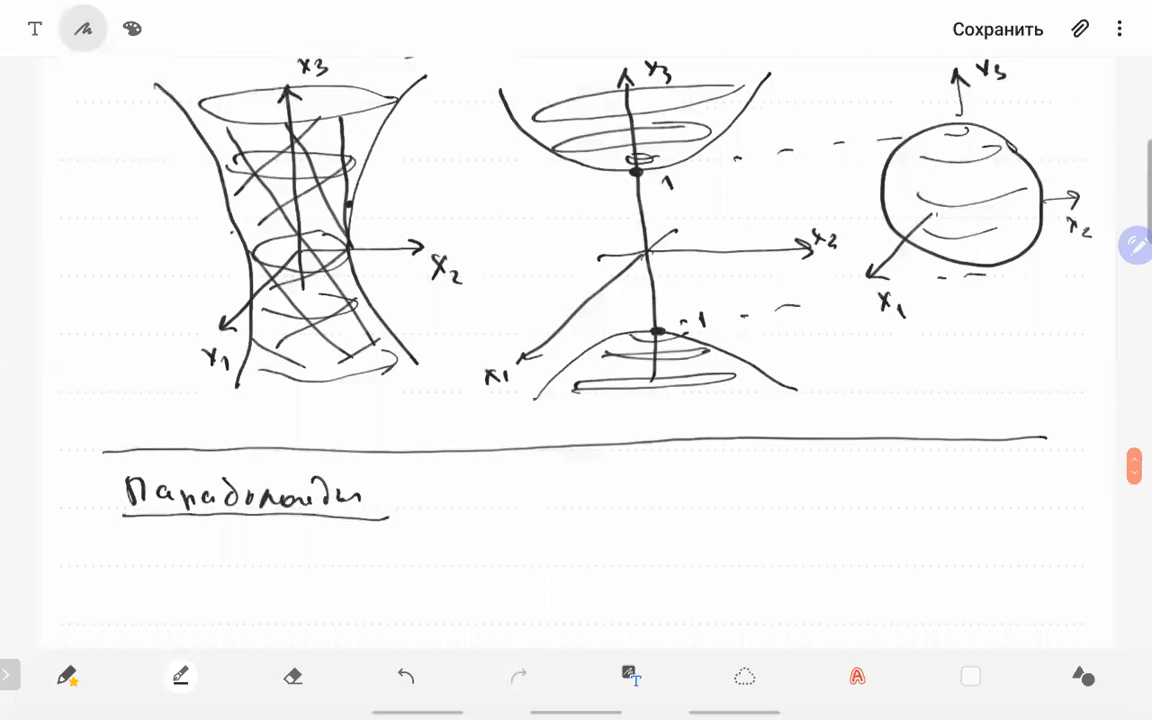 Сохранить
x3 x3 x3
1
x2 x2 x2
x1 x1 x1
-1
Параболоиды